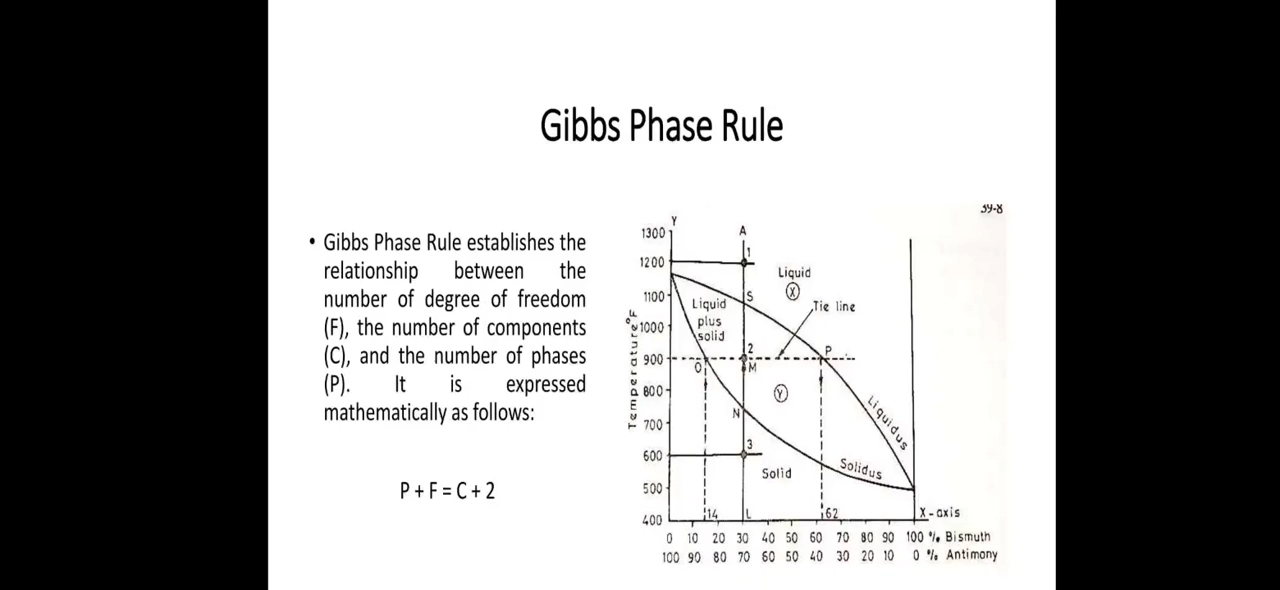 Gibbs Phase Rule
• Gibbs Phase Rule establishes the
relationship between the
number of degree of freedom
(F), the number of components
(C), and the number of phases
(P). It is expressed
mathematically as follows:
P + F = C + 2
39-8
Y
A
1300
1
1200
Liquid
X
1100
S
Liquid
plus
solid
Tie line
1000
2
P
900
O
M
Y
800
Temperature °F
Liquidus
700
N
3
600
Solid
Solidus
500
400
14
L
62
X-axis
0 10 20 30 40 50 60 70 80 90 100 % Bismuth
100 90 80 70 60 50 40 30 20 10 0 % Antimony